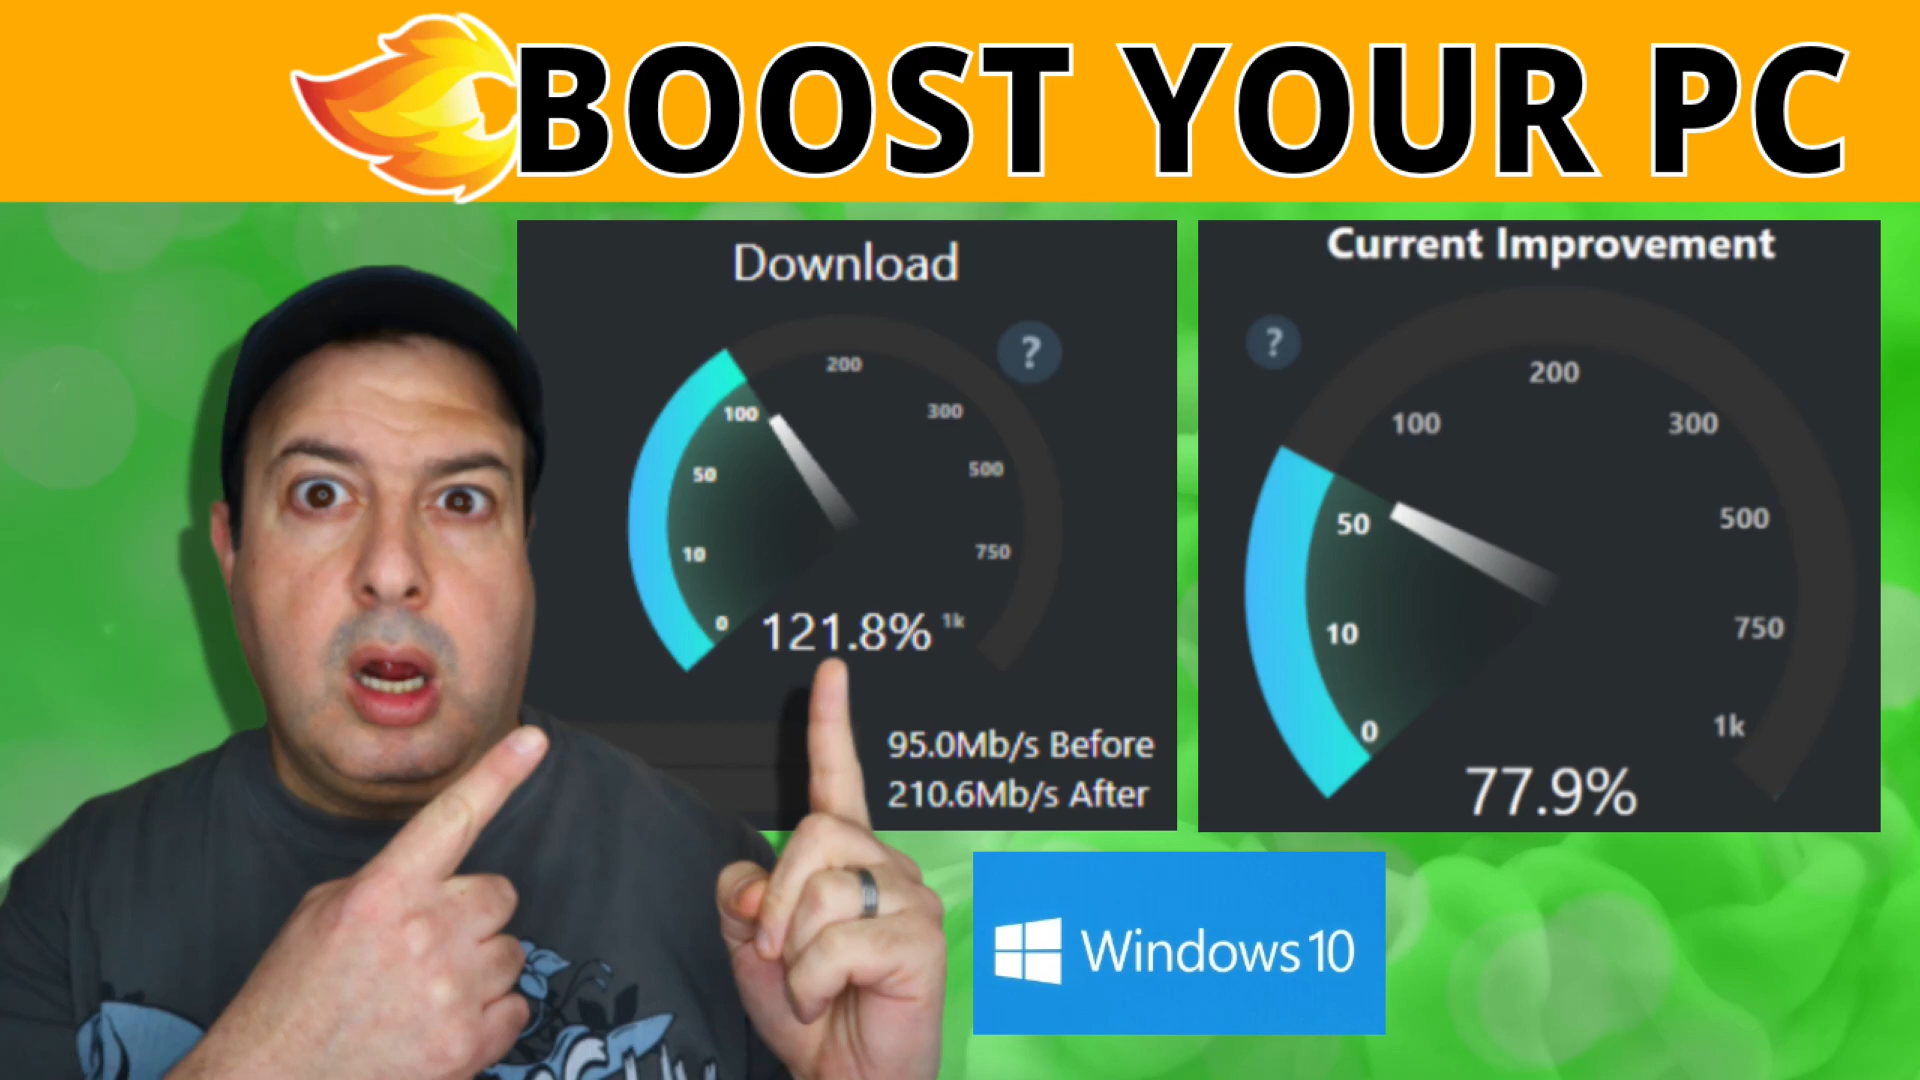 BOOST YOUR PC
Download
?
200
100
300
50
500
10
750
0
121.8%
1k
95.0Mb/s Before
210.6Mb/s After
Current Improvement
?
200
100
300
50
500
10
750
0
1k
77.9%
Windows 10